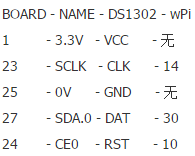 BOARD - NAME - DS1302 - wPi
1 - 3.3V - VCC - 无
23 - SCLK - CLK - 14
25 - 0V - GND - 无
27 - SDA.0 - DAT - 30
24 - CE0 - RST - 10